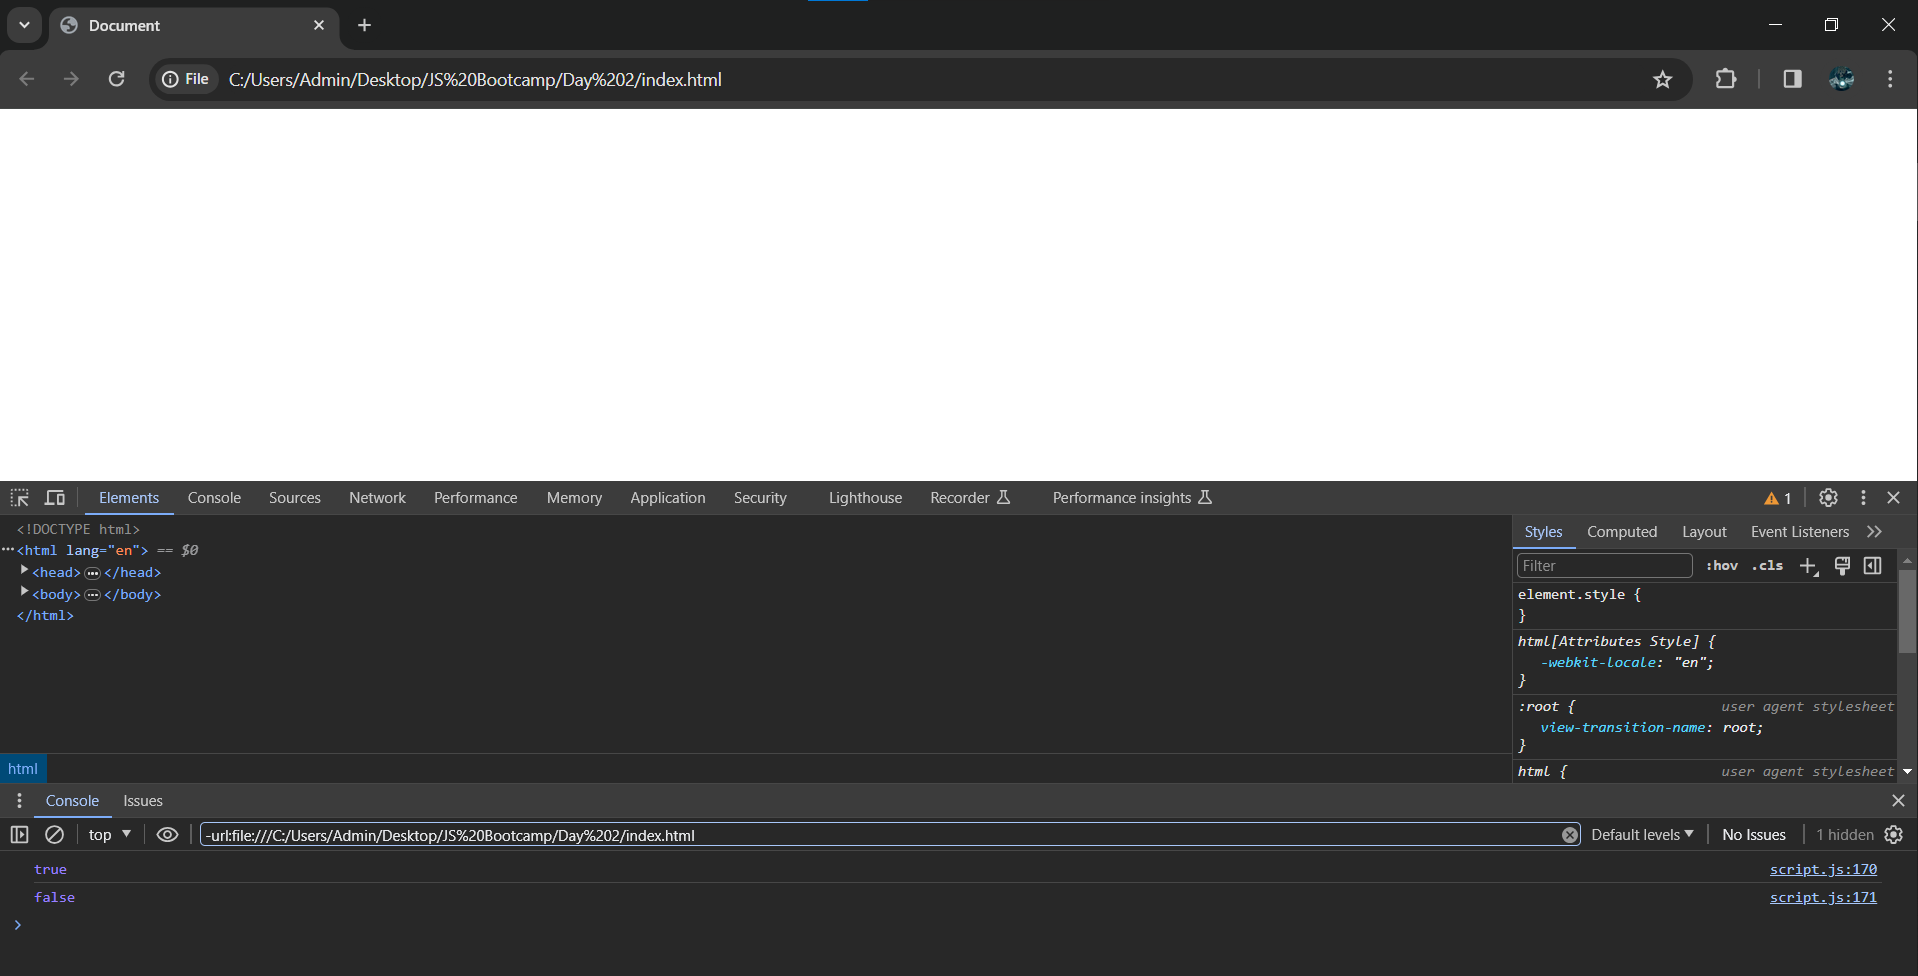 Document
File C:/Users/Admin/Desktop/JS%20Bootcamp/Day%202/index.html
Elements Console Sources Network Performance Memory Application Security Lighthouse Recorder Performance insights 1
<!DOCTYPE html>
<html lang="en"> == $0
<head> ... </head>
<body> ... </body>
</html>
html
Styles Computed Layout Event Listeners
Filter :hov .cls
element.style {
}
html[Attributes Style] {
-webkit-locale: "en";
}
:root { user agent stylesheet
view-transition-name: root;
}
html { user agent stylesheet
Console Issues
top -url:file:///C:/Users/Admin/Desktop/JS%20Bootcamp/Day%202/index.html Default levels No Issues 1 hidden
true script.js:170
false script.js:171